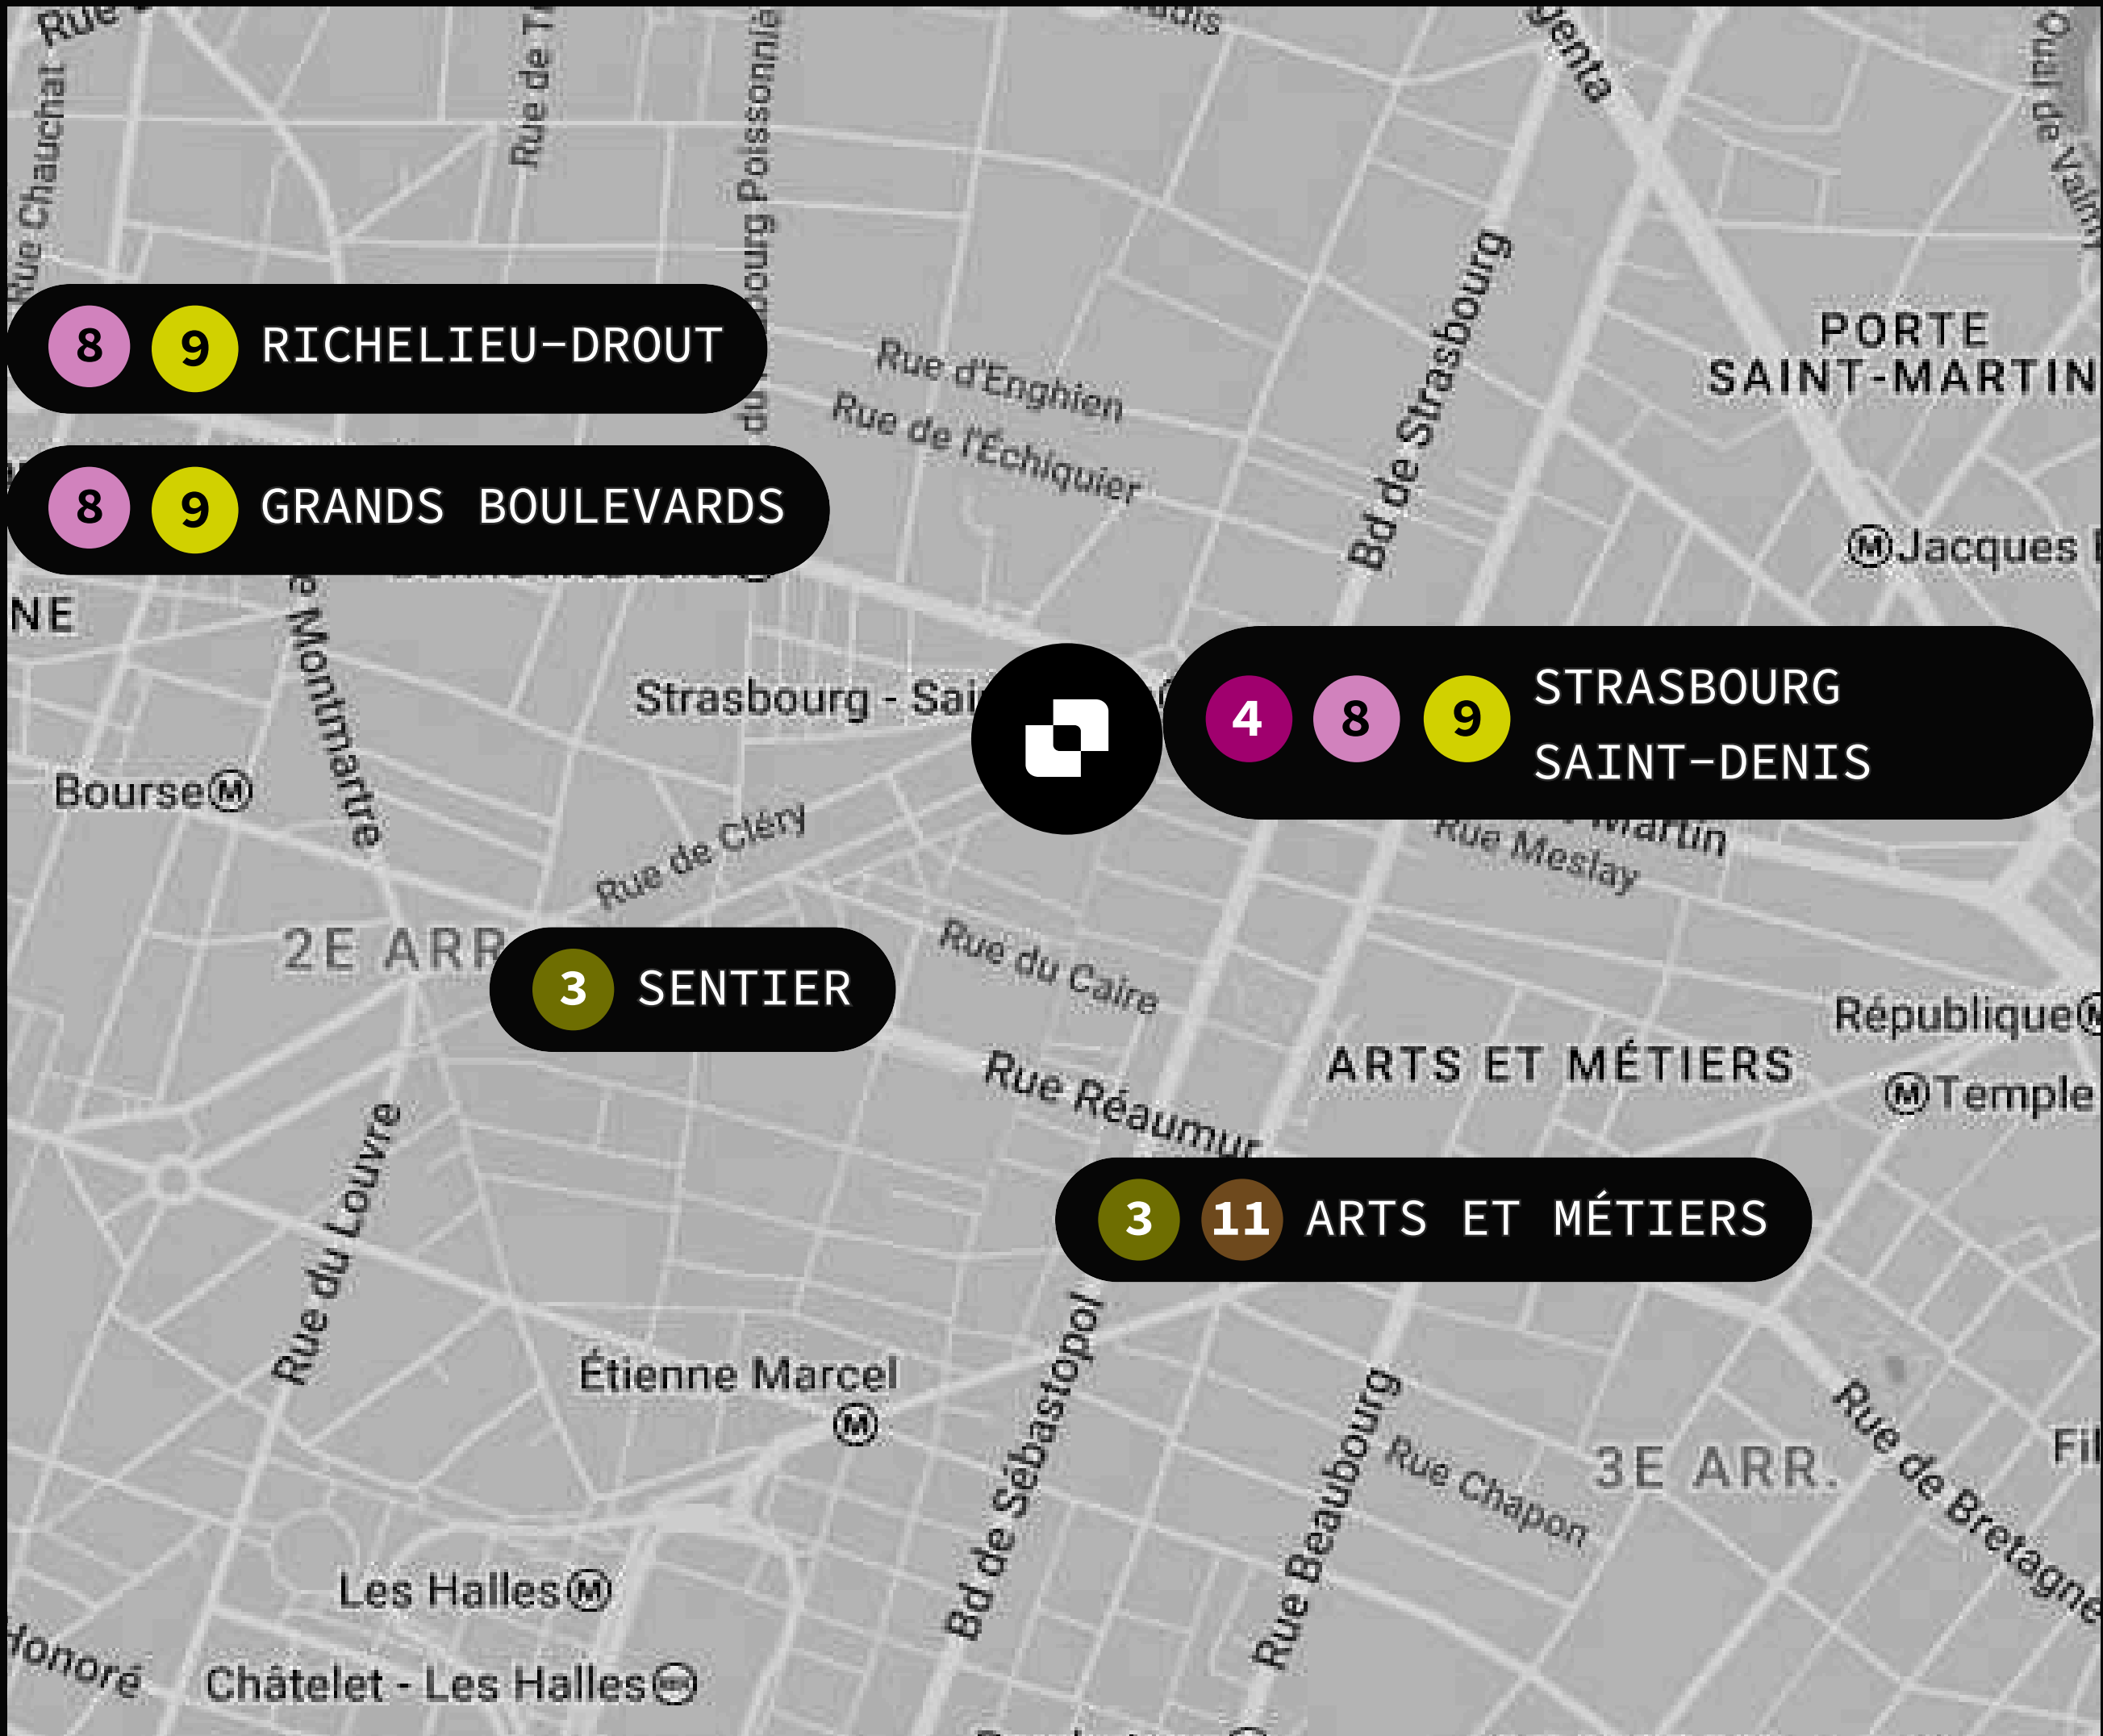 Rue Chauchat
8 9 RICHELIEU-DROUT
8 9 GRANDS BOULEVARDS
Rue d'Enghien
Rue de l'Échiquier
Bd de Strasbourg
PORTE
SAINT-MARTIN
Jacques
Strasbourg -
4 8 9 STRASBOURG
SAINT-DENIS
Montmartre
Bourse M
Rue de Cléry
Martin
Rue Meslay
2E ARR
3 SENTIER
Rue du Caire
République
ARTS ET MÉTIERS
M Temple
Rue Réaumur
Rue du Louvre
3 11 ARTS ET MÉTIERS
Étienne Marcel
M
Bd de Sébastopol
Rue Beaubourg
Rue Chapon
3E ARR.
Rue de Bretagne
Les Halles M
Honoré
Châtelet - Les Halles